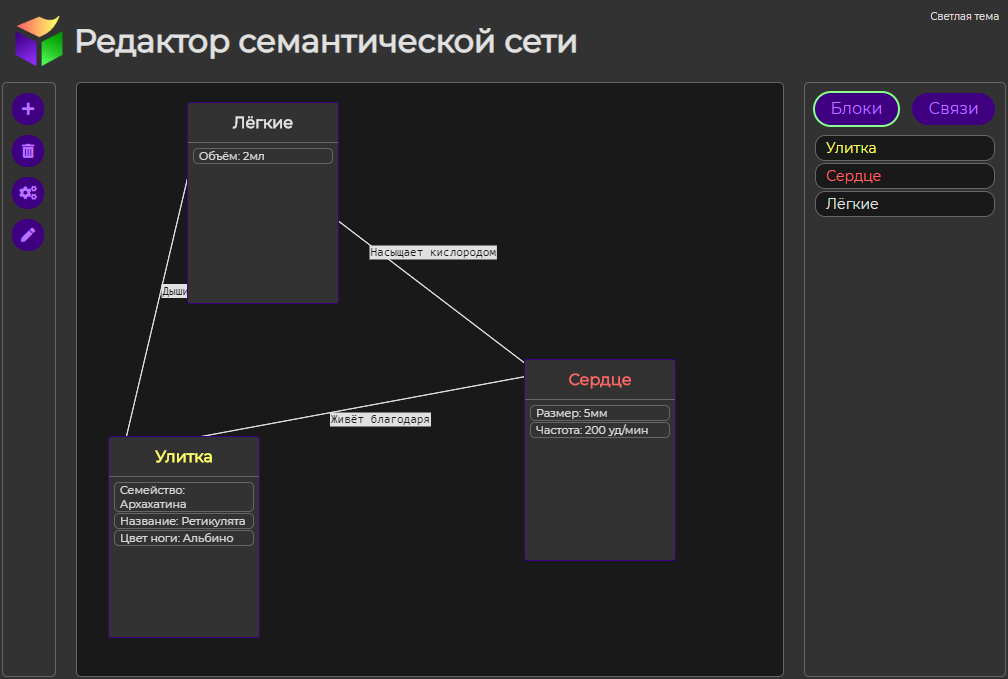 Светлая тема
Редактор семантической сети
Лёгкие
Объём: 2мл
Насыщает кислородом
Дыши
Сердце
Размер: 5мм
Частота: 200 уд/мин
Живёт благодаря
Улитка
Семейство:
Архахатина
Название: Ретикулята
Цвет ноги: Альбино
Блоки
Связи
Улитка
Сердце
Лёгкие